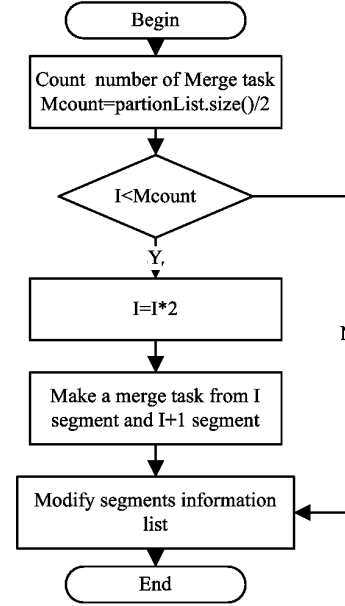 Begin
Count number of Merge task
Mcount=partionList.size()/2
I<Mcount
Y,
N
I=I*2
Make a merge task from I
segment and I+1 segment
Modify segments information
list
End